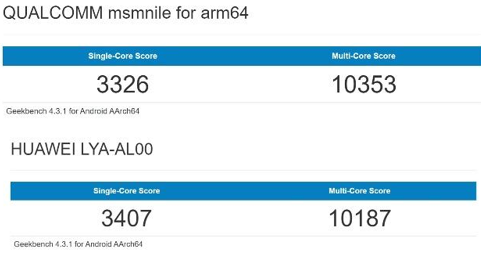 QUALCOMM msmnile for arm64
Single-Core Score Multi-Core Score
3326 10353
Geekbench 4.3.1 for Android AArch64
HUAWEI LYA-AL00
Single-Core Score Multi-Core Score
3407 10187
Geekbench 4.3.1 for Android AArch64